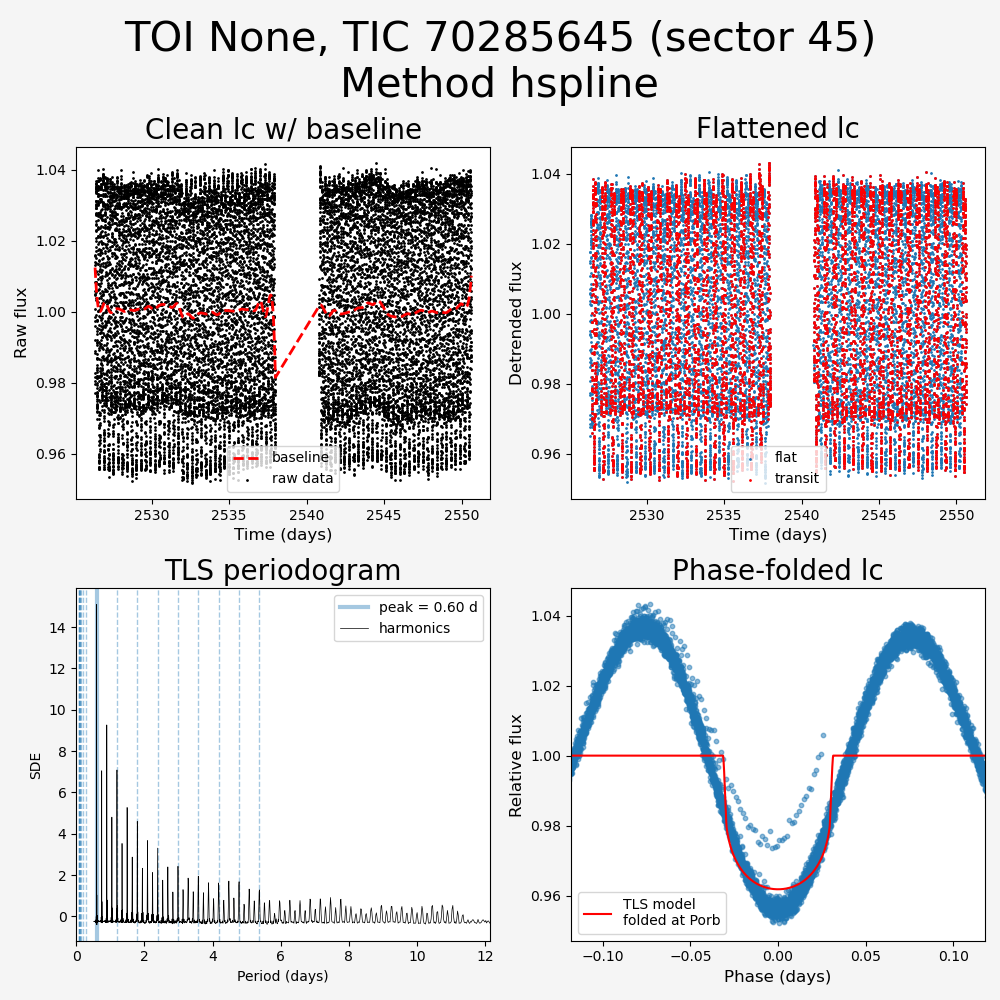 TOI None, TIC 70285645 (sector 45)
Method hspline
Clean lc w/ baseline
Flattened lc
1.04
1.02
1.00
0.98
0.96
Raw flux
baseline
raw data
2530
2535
2540
2545
2550
Time (days)
1.04
1.02
1.00
0.98
0.96
Detrended flux
flat
transit
2530
2535
2540
2545
2550
Time (days)
TLS periodogram
Phase-folded lc
14
12
10
8
6
4
2
0
SDE
peak = 0.60 d
harmonics
0
2
4
6
8
10
12
Period (days)
1.04
1.02
1.00
0.98
0.96
Relative flux
TLS model
folded at Porb
−0.10
−0.05
0.00
0.05
0.10
Phase (days)